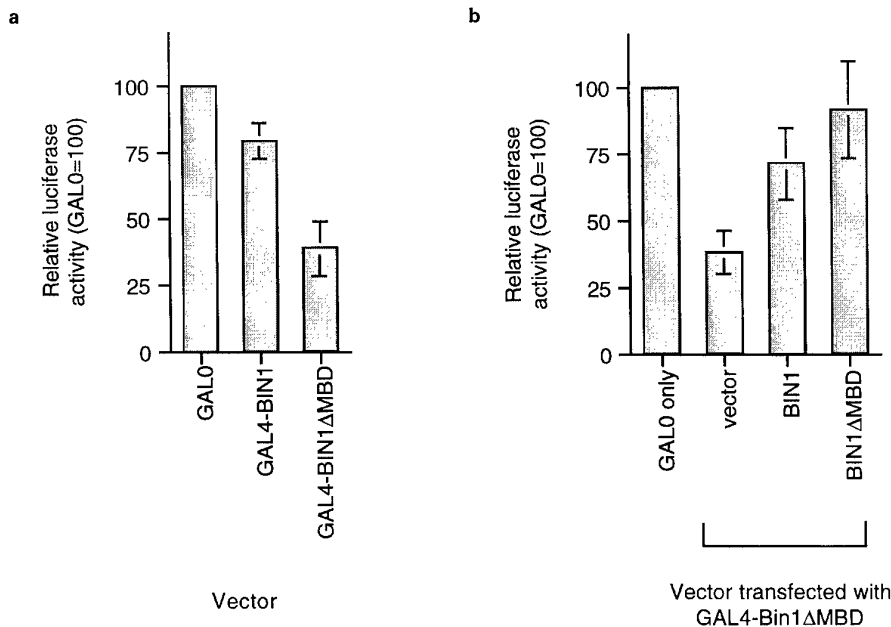 a
Relative luciferase
activity (GAL0=100)
100
75
50
25
0
GAL0
GAL4-BIN1
GAL4-BIN1ΔMBD
Vector
b
Relative luciferase
activity (GAL0=100)
100
75
50
25
0
GAL0 only
vector
BIN1
BIN1ΔMBD
Vector transfected with
GAL4-Bin1ΔMBD